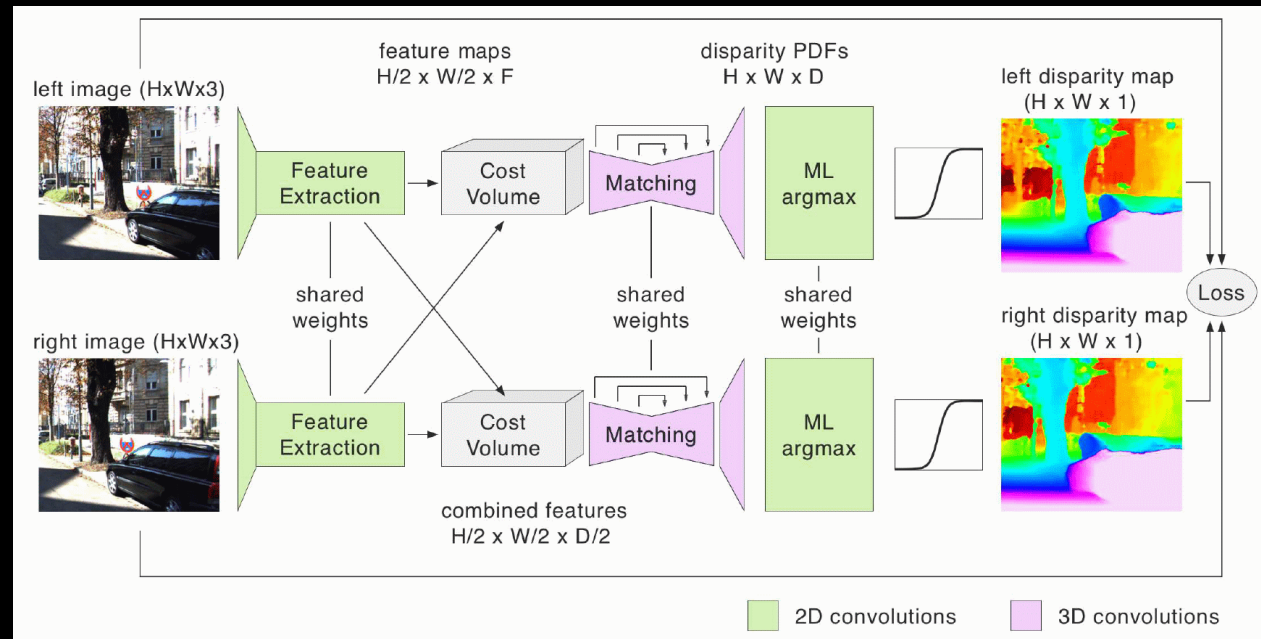 feature maps
H/2 x W/2 x F
disparity PDFs
H x W x D
left image (HxWx3)
left disparity map
(H x W x 1)
Feature
Extraction
Cost
Volume
Matching
ML
argmax
shared
weights
shared
weights
shared
weights
Loss
right image (HxWx3)
right disparity map
(H x W x 1)
Feature
Extraction
Cost
Volume
Matching
ML
argmax
combined features
H/2 x W/2 x D/2
2D convolutions
3D convolutions